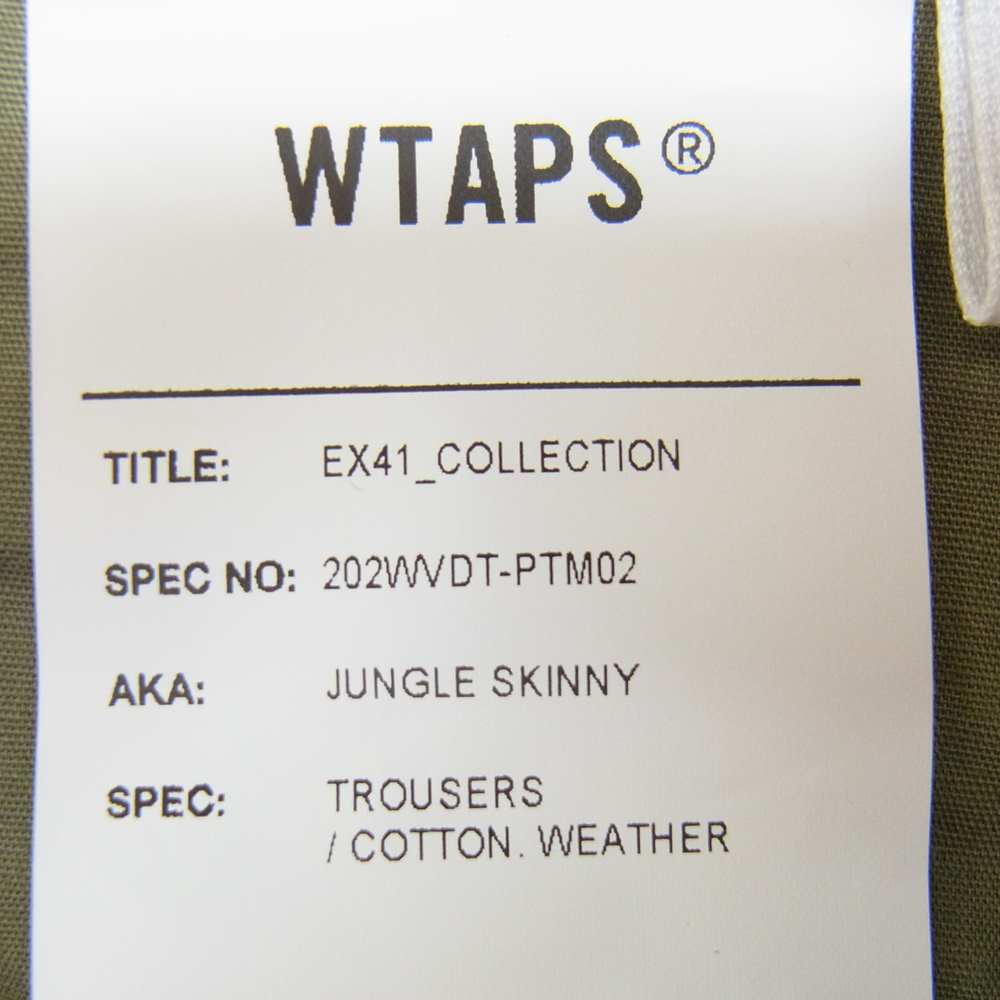 WTAPS®
TITLE: EX41_COLLECTION
SPEC NO: 202WVDT-PTM02
AKA: JUNGLE SKINNY
SPEC: TROUSERS
/ COTTON. WEATHER